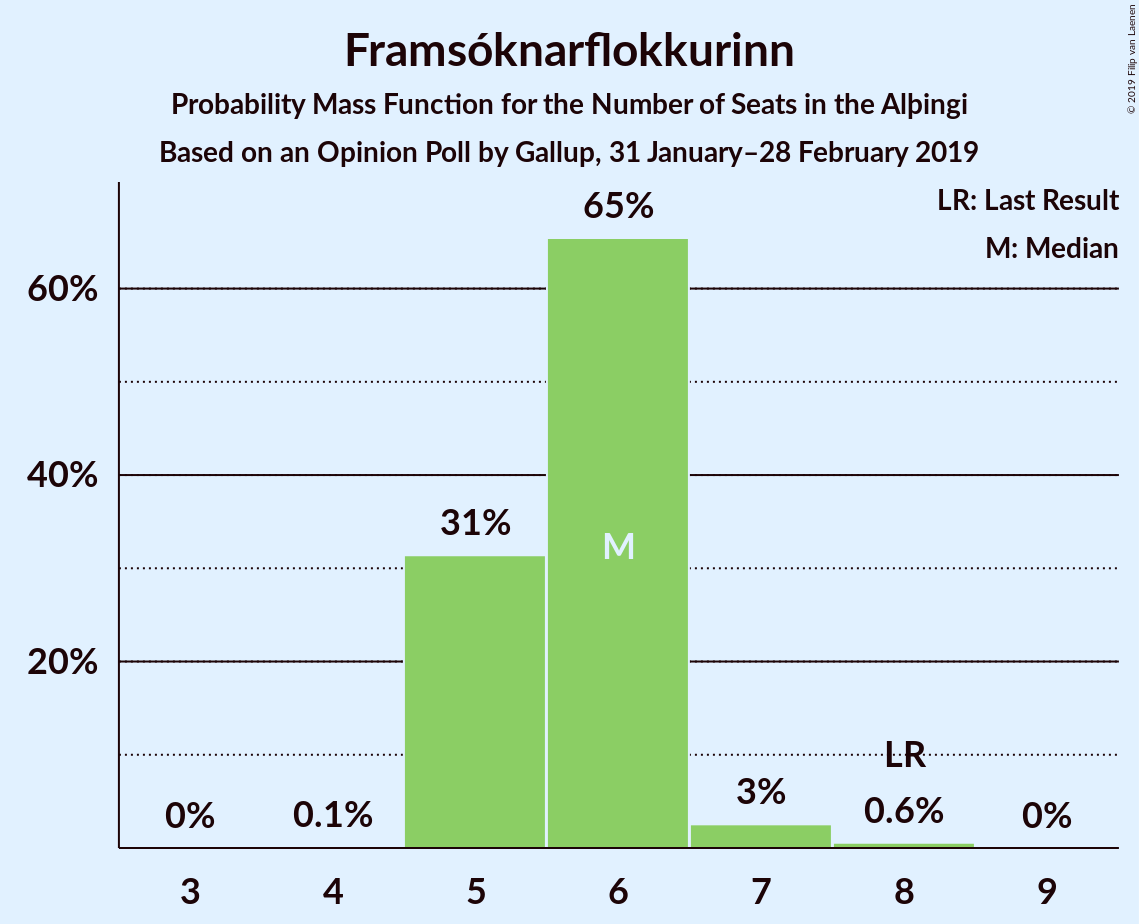 Framsóknarflokkurinn
Probability Mass Function for the Number of Seats in the Alþingi
Based on an Opinion Poll by Gallup, 31 January–28 February 2019
© 2019 Filip van Laenen
LR: Last Result
M: Median
60%
40%
20%
0%
0.1%
31%
65%
M
3%
LR
0.6%
0%
3 4 5 6 7 8 9